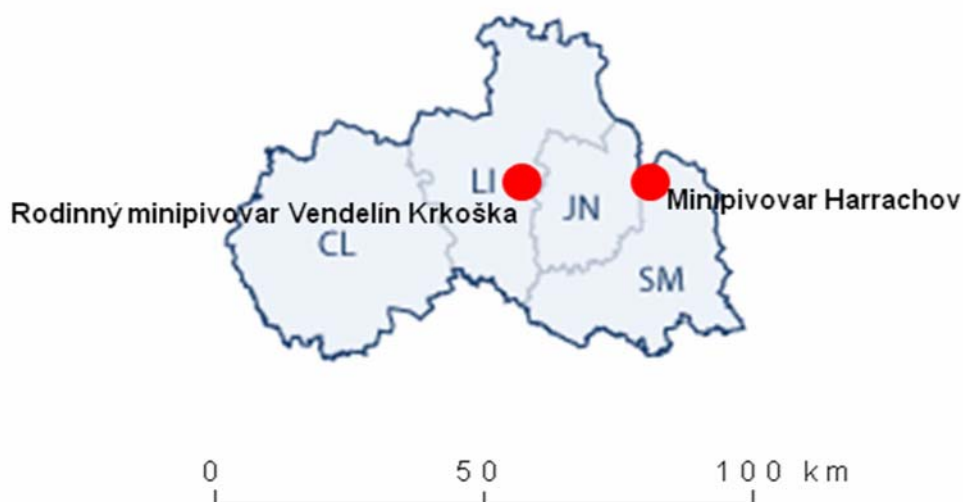 LI
Minipivovar Harrachov
Rodinný minipivovar Vendelín Krkoška
JN
CL
SM
0 50 100 km